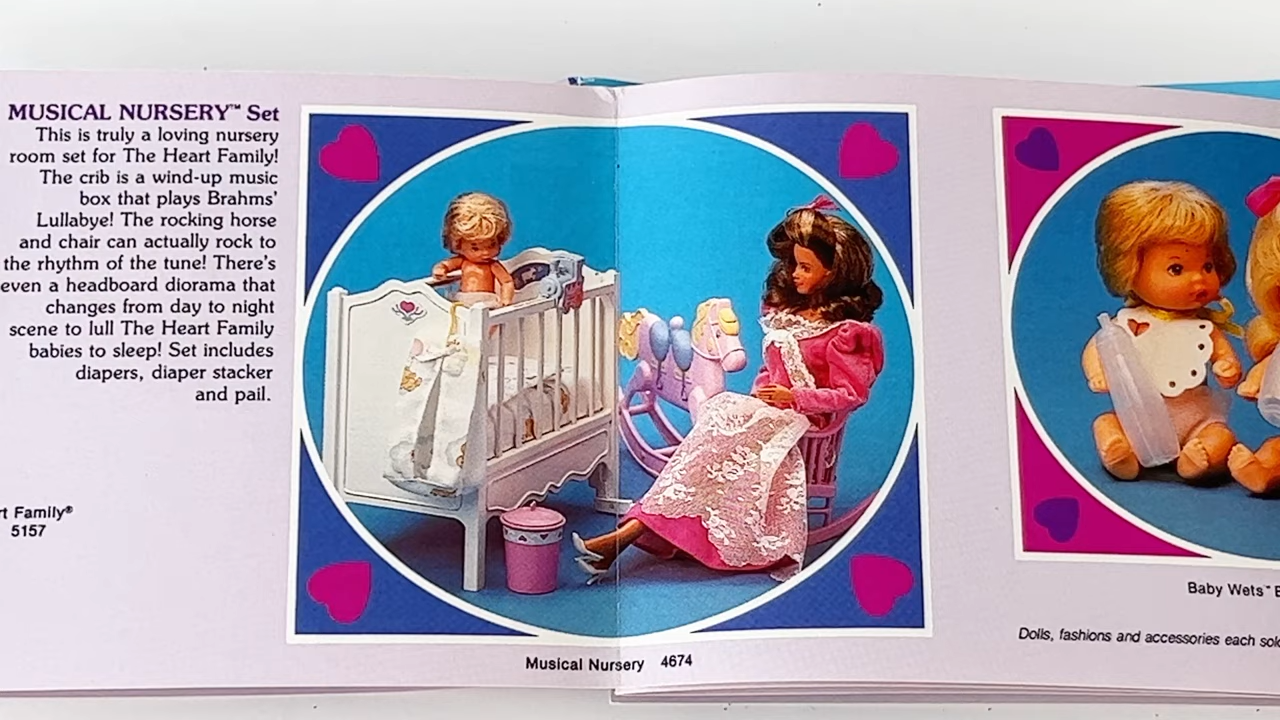 MUSICAL NURSERY™ Set
This is truly a loving nursery
room set for The Heart Family!
The crib is a wind-up music
box that plays Brahms'
Lullabye! The rocking horse
and chair can actually rock to
the rhythm of the tune! There's
even a headboard diorama that
changes from day to night
scene to lull The Heart Family
babies to sleep! Set includes
diapers, diaper stacker
and pail.
Family®
5157
Musical Nursery 4674
Baby Wets™
Dolls, fashions and accessories each